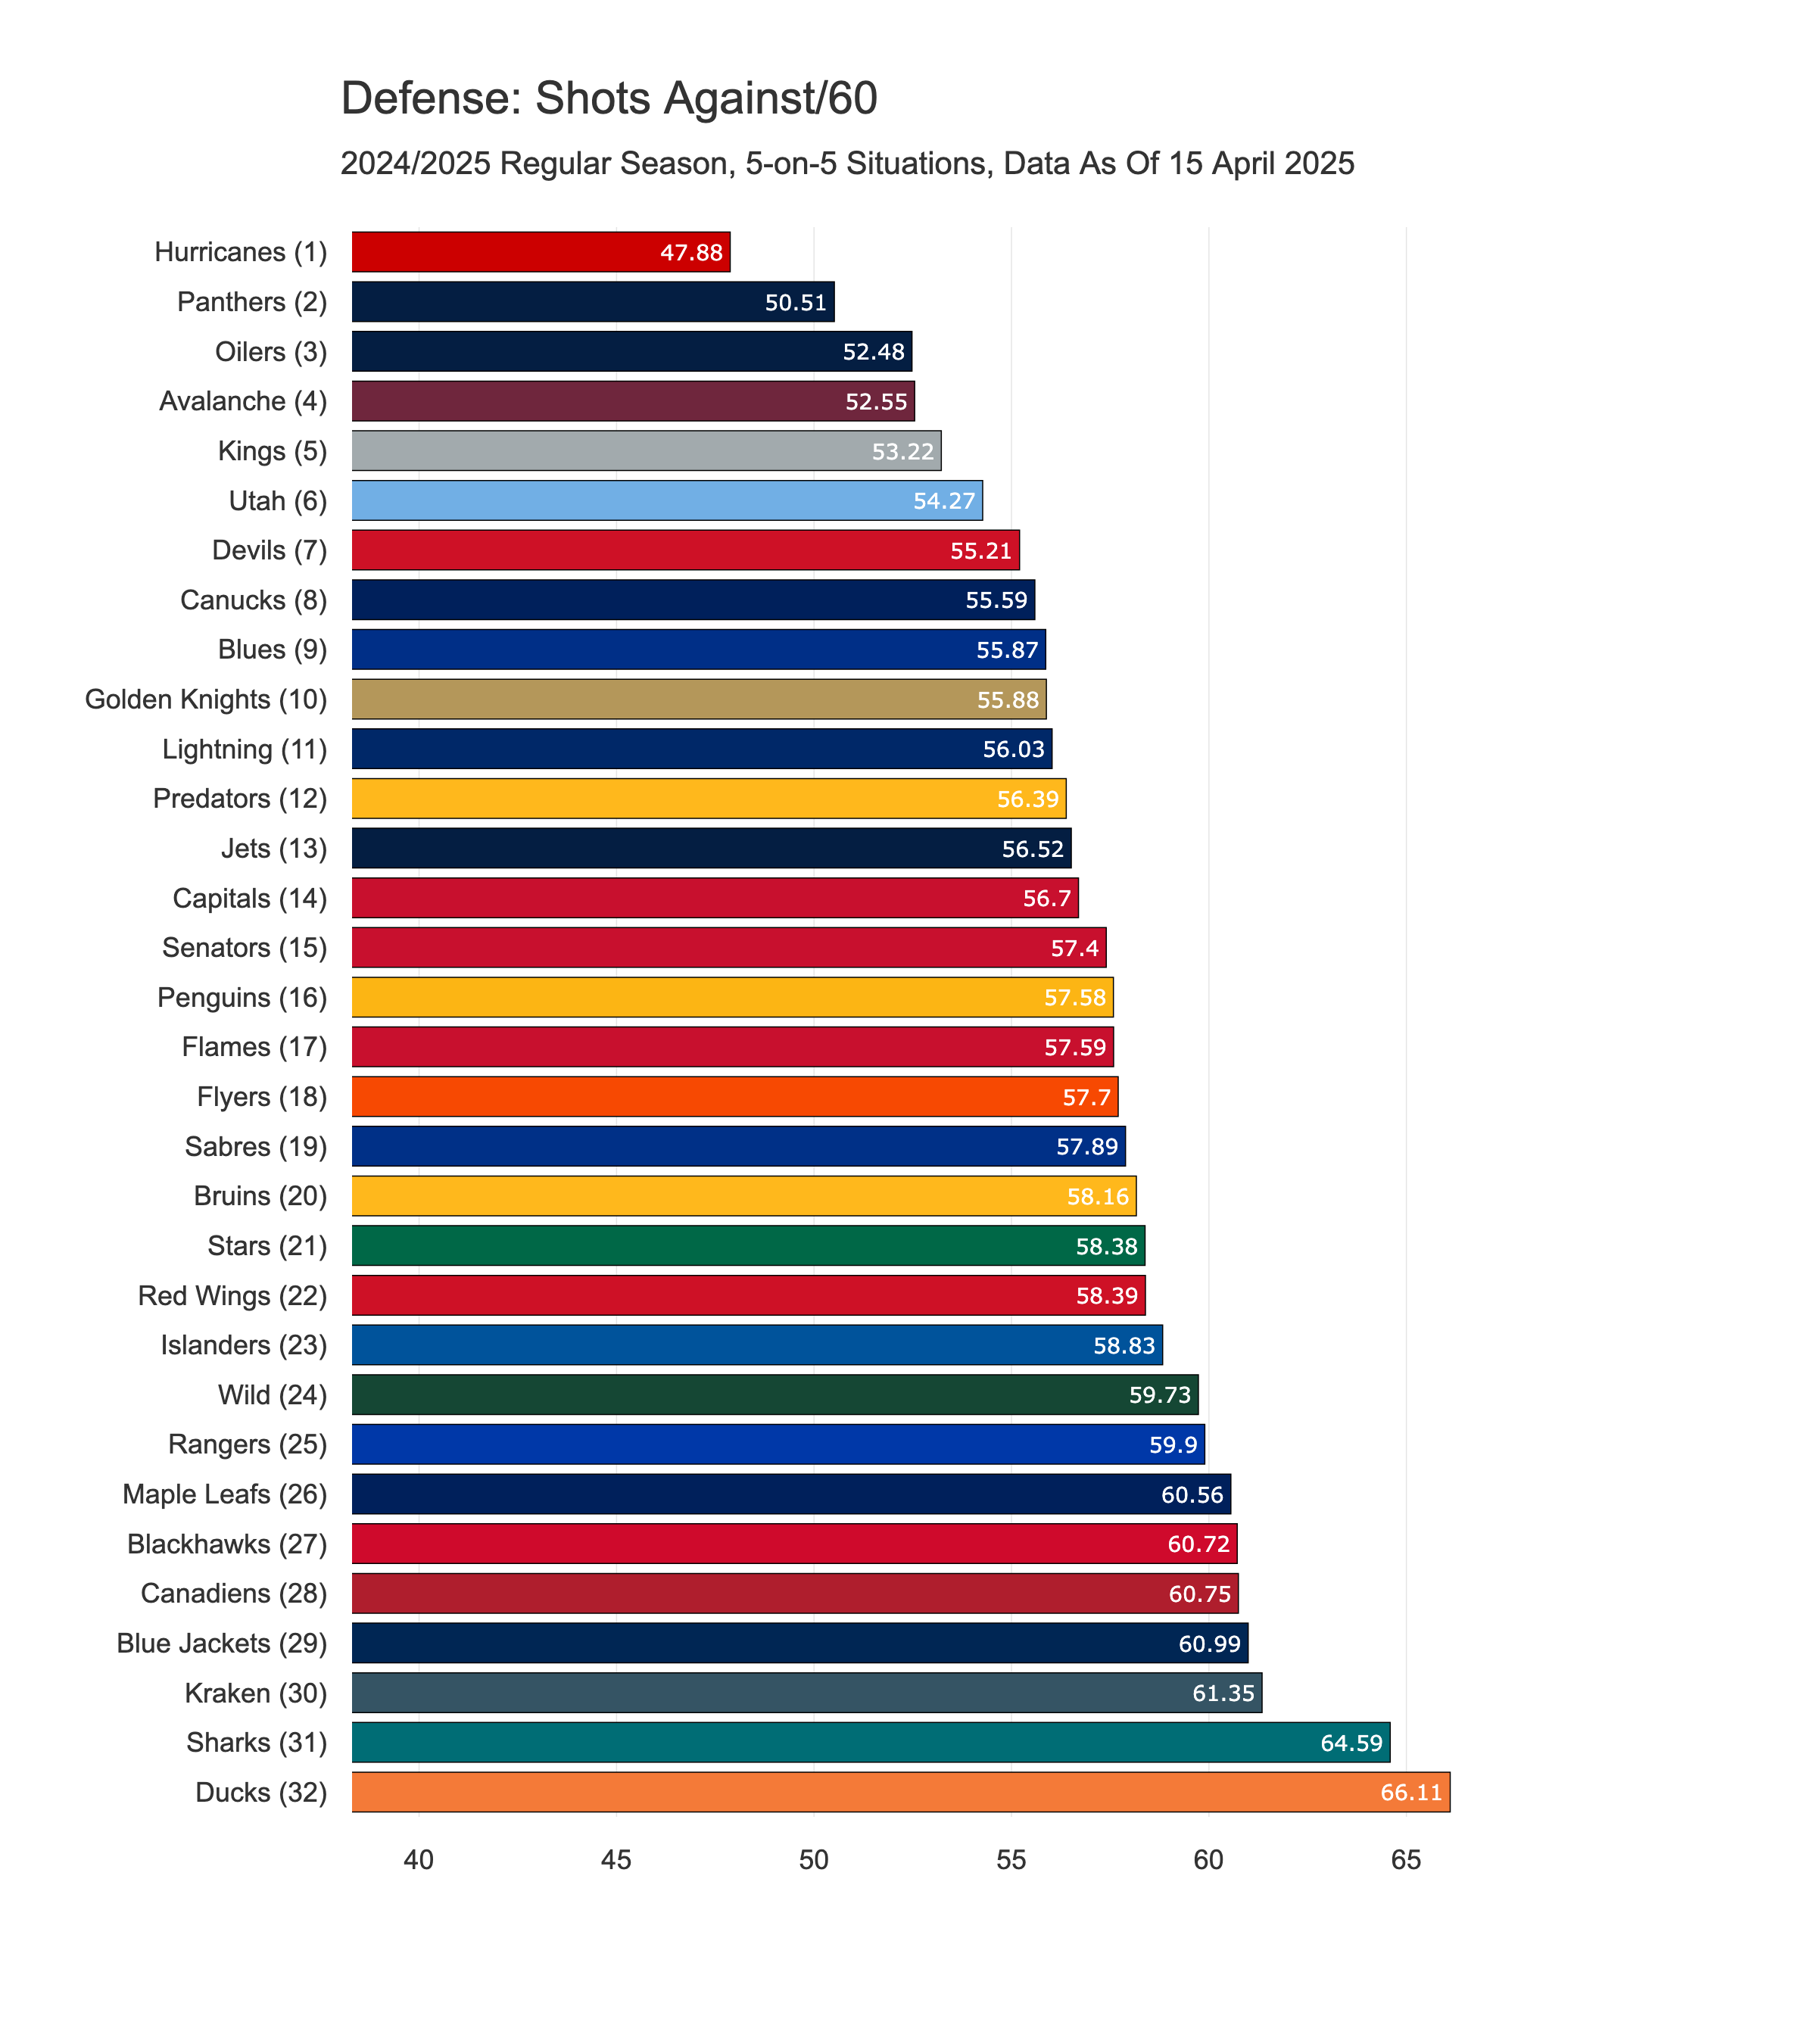 Defense: Shots Against/60
2024/2025 Regular Season, 5-on-5 Situations, Data As Of 15 April 2025
Hurricanes (1) 47.88
Panthers (2) 50.51
Oilers (3) 52.48
Avalanche (4) 52.55
Kings (5) 53.22
Utah (6) 54.27
Devils (7) 55.21
Canucks (8) 55.59
Blues (9) 55.87
Golden Knights (10) 55.88
Lightning (11) 56.03
Predators (12) 56.39
Jets (13) 56.52
Capitals (14) 56.7
Senators (15) 57.4
Penguins (16) 57.58
Flames (17) 57.59
Flyers (18) 57.7
Sabres (19) 57.89
Bruins (20) 58.16
Stars (21) 58.38
Red Wings (22) 58.39
Islanders (23) 58.83
Wild (24) 59.73
Rangers (25) 59.9
Maple Leafs (26) 60.56
Blackhawks (27) 60.72
Canadiens (28) 60.75
Blue Jackets (29) 60.99
Kraken (30) 61.35
Sharks (31) 64.59
Ducks (32) 66.11
40 45 50 55 60 65